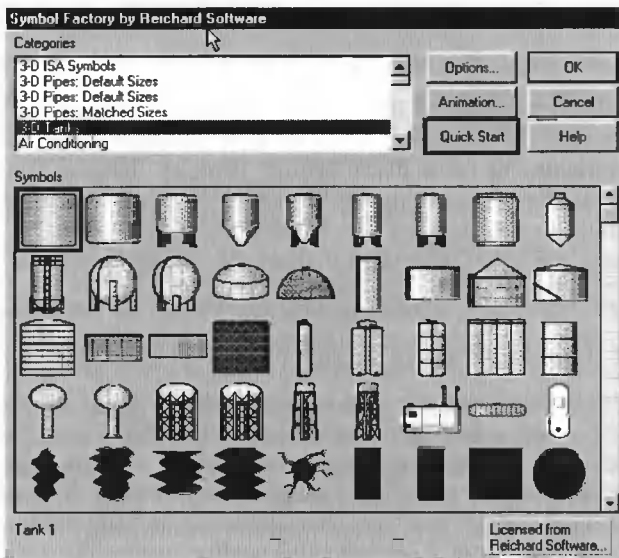 Symbol Factory by Reichard Software
Categories
3-D ISA Symbols
3-D Pipes: Default Sizes
3-D Pipes: Default Sizes
3-D Pipes: Matched Sizes
3-D Tanks
Air Conditioning
Options...
OK
Animation...
Cancel
Quick Start
Help
Symbols
Tank 1
Licensed from
Reichard Software...